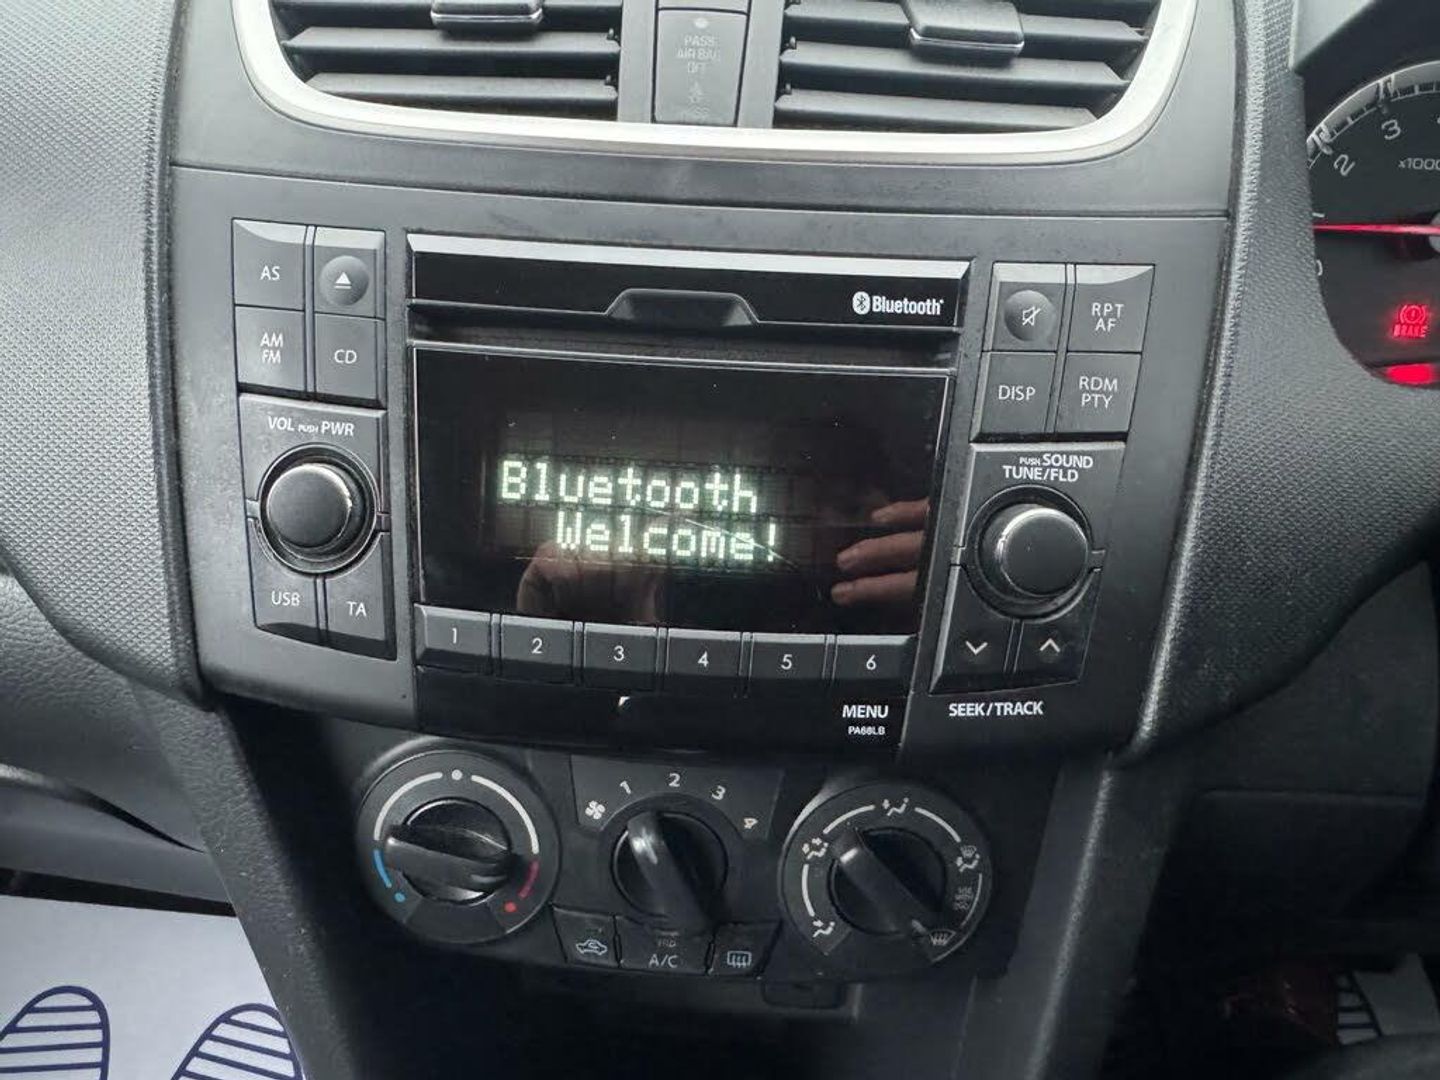 PASS
AIR BAG
OFF
2
3
x1000
AS
AM
FM
CD
Bluetooth
RPT
AF
DISP
RDM
PTY
BRAKE
VOL PUSH PWR
PUSH SOUND
TUNE/FLD
Bluetooth
Welcome!
USB
TA
1 2 3 4 5 6
MENU
PA68LB
SEEK/TRACK
1 2 3 4
A/C